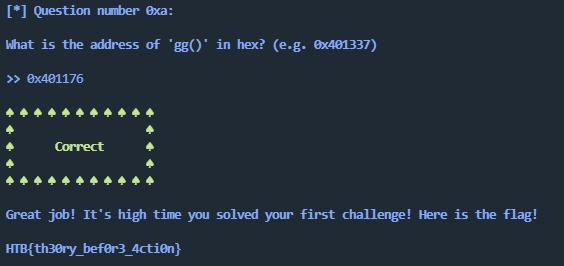 [*] Question number 0xa:
What is the address of 'gg()' in hex? (e.g. 0x401337)
>> 0x401176
♠ ♠ ♠ ♠ ♠ ♠ ♠ ♠ ♠ ♠ ♠
♠ ♠
♠ Correct ♠
♠ ♠
♠ ♠ ♠ ♠ ♠ ♠ ♠ ♠ ♠ ♠ ♠
Great job! It's high time you solved your first challenge! Here is the flag!
HTB{th30ry_bef0r3_4cti0n}